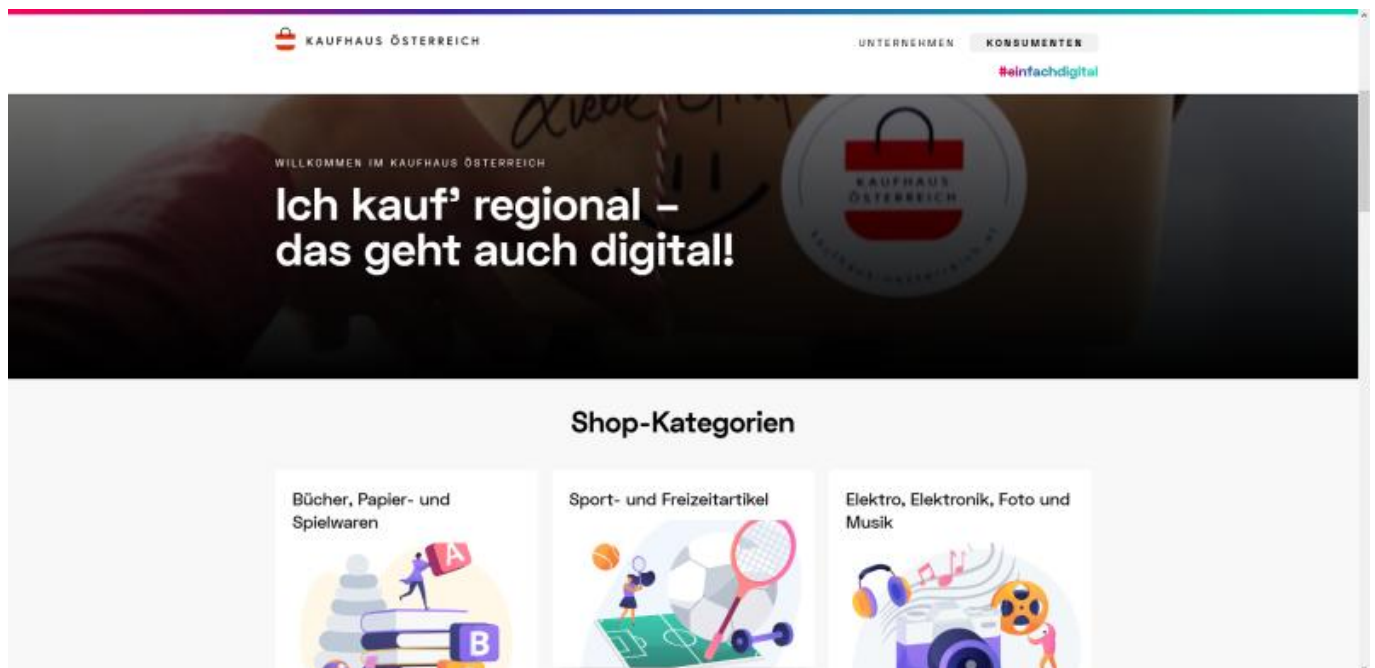 KAUFHAUS ÖSTERREICH
UNTERNEHMEN
KONSUMENTEN
#einfachdigital
Liebe
KAUFHAUS
ÖSTERREICH
WILLKOMMEN IM KAUFHAUS ÖSTERREICH
Ich kauf’ regional –
das geht auch digital!
Shop-Kategorien
Bücher, Papier- und
Spielwaren
Sport- und Freizeitartikel
Elektro, Elektronik, Foto und
Musik
A
B